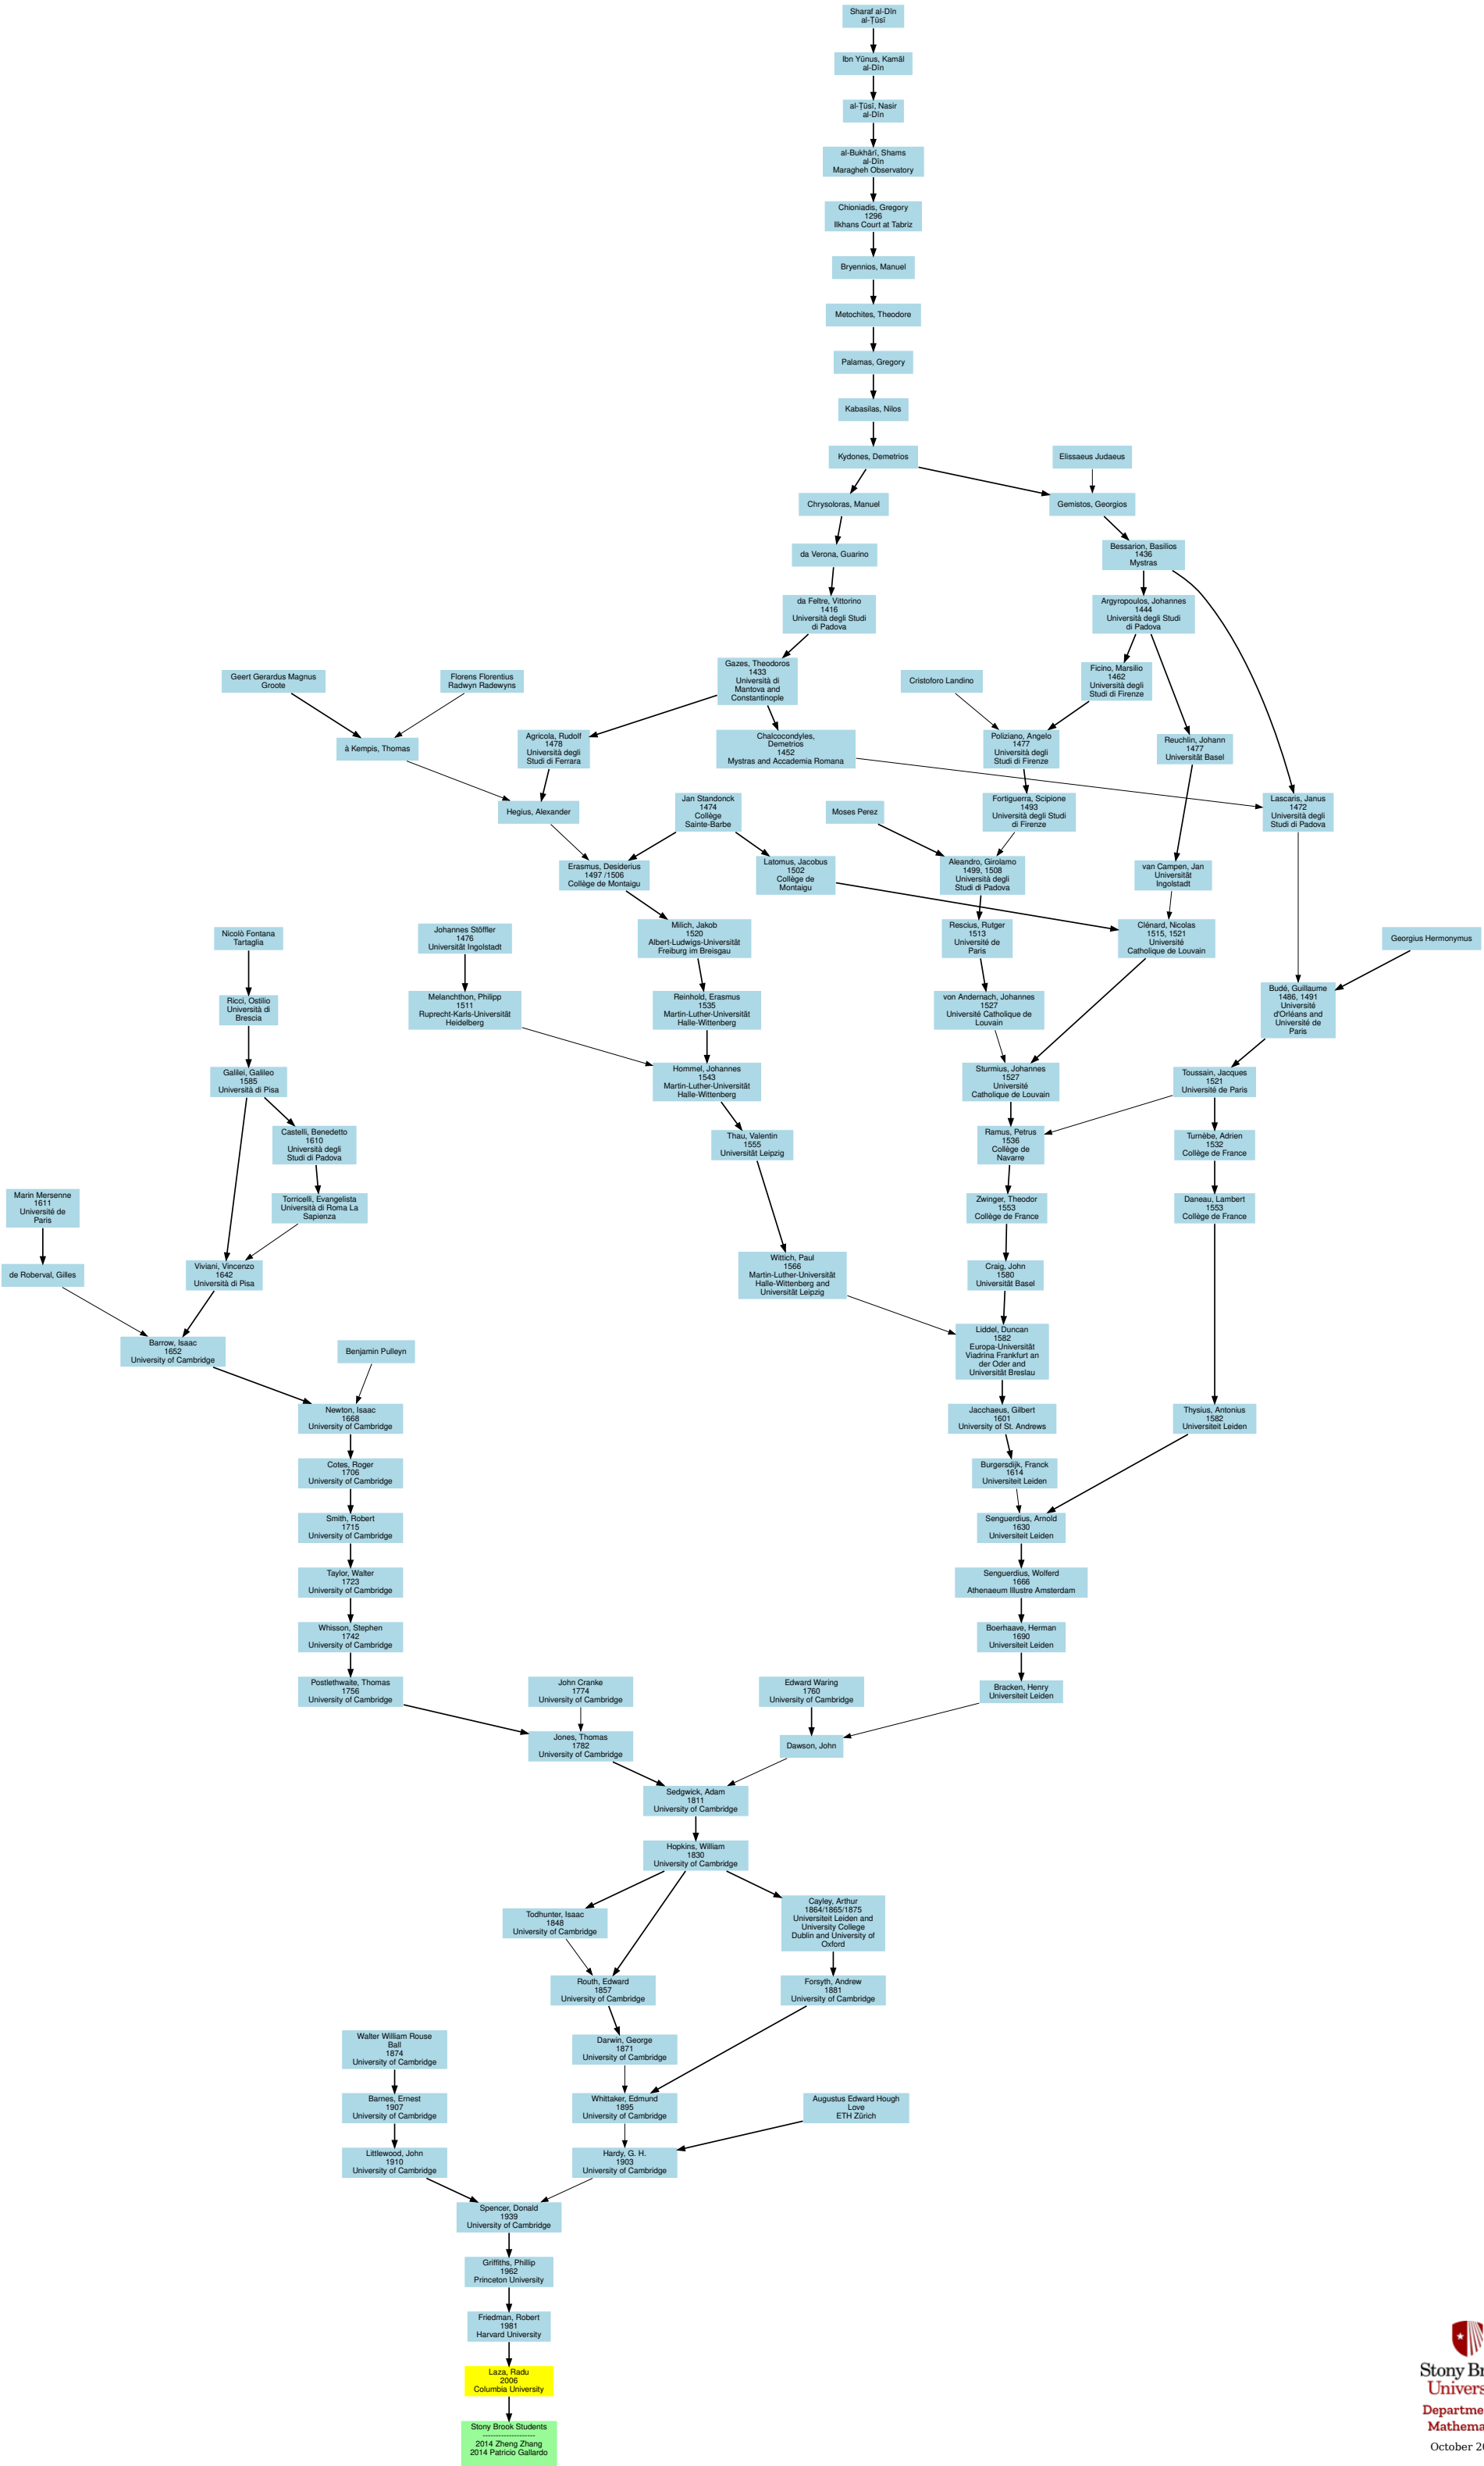 Sharaf al-Dīn
al-Ṭūsī
Ibn Yūnus, Kamāl
al-Dīn
al-Ṭūsī, Nasir
al-Dīn
al-Bukhārī, Shams
al-Dīn
Maragheh Observatory
Chioniadis, Gregory
1296
Ilkhans Court at Tabriz
Bryennios, Manuel
Metochites, Theodore
Palamas, Gregory
Kabasilas, Nilos
Kydones, Demetrios
Elissaeus Judaeus
Chrysoloras, Manuel
Gemistos, Georgios
da Verona, Guarino
Bessarion, Basilios
1436
Mystras
da Feltre, Vittorino
1416
Università degli Studi
di Padova
Argyropoulos, Johannes
1444
Università degli Studi
di Padova
Geert Gerardus Magnus
Groote
Florens Florentius
Radwyn Radewyns
Gazes, Theodoros
1433
Università di
Mantova and
Constantinople
Cristoforo Landino
Ficino, Marsilio
1462
Università degli
Studi di Firenze
à Kempis, Thomas
Agricola, Rudolf
1478
Università degli
Studi di Ferrara
Chalcocondyles,
Demetrios
1452
Mystras and Accademia Romana
Poliziano, Angelo
1477
Università degli
Studi di Firenze
Reuchlin, Johann
1477
Universität Basel
Hegius, Alexander
Jan Standonck
1474
Collège
Sainte-Barbe
Moses Perez
Fortiguerra, Scipione
1493
Università degli Studi
di Firenze
Lascaris, Janus
1472
Università degli
Studi di Padova
Erasmus, Desiderius
1497 /1506
Collège de Montaigu
Latomus, Jacobus
1502
Collège de
Montaigu
Aleandro, Girolamo
1499, 1508
Università degli
Studi di Padova
van Campen, Jan
Universität
Ingolstadt
Nicolò Fontana
Tartaglia
Johannes Stöffler
1476
Universität Ingolstadt
Milich, Jakob
1520
Albert-Ludwigs-Universität
Freiburg im Breisgau
Rescius, Rutger
1513
Université de
Paris
Clénard, Nicolas
1515, 1521
Université
Catholique de Louvain
Georgius Hermonymus
Ricci, Ostilio
Università di
Brescia
Melanchthon, Philipp
1511
Ruprecht-Karls-Universität
Heidelberg
Reinhold, Erasmus
1535
Martin-Luther-Universität
Halle-Wittenberg
von Andernach, Johannes
1527
Université Catholique de
Louvain
Budé, Guillaume
1486, 1491
Université
d'Orléans and
Université de
Paris
Galilei, Galileo
1585
Università di Pisa
Hommel, Johannes
1543
Martin-Luther-Universität
Halle-Wittenberg
Sturmius, Johannes
1527
Université
Catholique de Louvain
Toussain, Jacques
1521
Université de Paris
Castelli, Benedetto
1610
Università degli
Studi di Padova
Thau, Valentin
1555
Universität Leipzig
Ramus, Petrus
1536
Collège de
Navarre
Turnèbe, Adrien
1532
Collège de France
Marin Mersenne
1611
Université de
Paris
Torricelli, Evangelista
Università di Roma La
Sapienza
Zwinger, Theodor
1553
Collège de France
Daneau, Lambert
1553
Collège de France
de Roberval, Gilles
Viviani, Vincenzo
1642
Università di Pisa
Wittich, Paul
1566
Martin-Luther-Universität
Halle-Wittenberg and
Universität Leipzig
Craig, John
1580
Universität Basel
Barrow, Isaac
1652
University of Cambridge
Benjamin Pulleyn
Liddel, Duncan
1582
Europa-Universität
Viadrina Frankfurt an
der Oder and
Universität Breslau
Newton, Isaac
1668
University of Cambridge
Jacchaeus, Gilbert
1601
University of St. Andrews
Thysius, Antonius
1582
Universiteit Leiden
Cotes, Roger
1706
University of Cambridge
Burgersdijk, Franck
1614
Universiteit Leiden
Smith, Robert
1715
University of Cambridge
Senguerdius, Arnold
1630
Universiteit Leiden
Taylor, Walter
1723
University of Cambridge
Senguerdius, Wolferd
1666
Athenaeum Illustre Amsterdam
Whisson, Stephen
1742
University of Cambridge
Boerhaave, Herman
1690
Universiteit Leiden
Postlethwaite, Thomas
1756
University of Cambridge
John Cranke
1774
University of Cambridge
Edward Waring
1760
University of Cambridge
Bracken, Henry
Universiteit Leiden
Jones, Thomas
1782
University of Cambridge
Dawson, John
Sedgwick, Adam
1811
University of Cambridge
Hopkins, William
1830
University of Cambridge
Todhunter, Isaac
1848
University of Cambridge
Cayley, Arthur
1864/1865/1875
Universiteit Leiden and
University College
Dublin and University of
Oxford
Routh, Edward
1857
University of Cambridge
Forsyth, Andrew
1881
University of Cambridge
Walter William Rouse
Ball
1874
University of Cambridge
Darwin, George
1871
University of Cambridge
Barnes, Ernest
1907
University of Cambridge
Whittaker, Edmund
1895
University of Cambridge
Augustus Edward Hough
Love
ETH Zürich
Littlewood, John
1910
University of Cambridge
Hardy, G. H.
1903
University of Cambridge
Spencer, Donald
1939
University of Cambridge
Griffiths, Phillip
1962
Princeton University
Friedman, Robert
1981
Harvard University
Laza, Radu
2006
Columbia University
Stony Brook Students
--------------------
2014 Zheng Zhang
2014 Patricio Gallardo
Stony
October